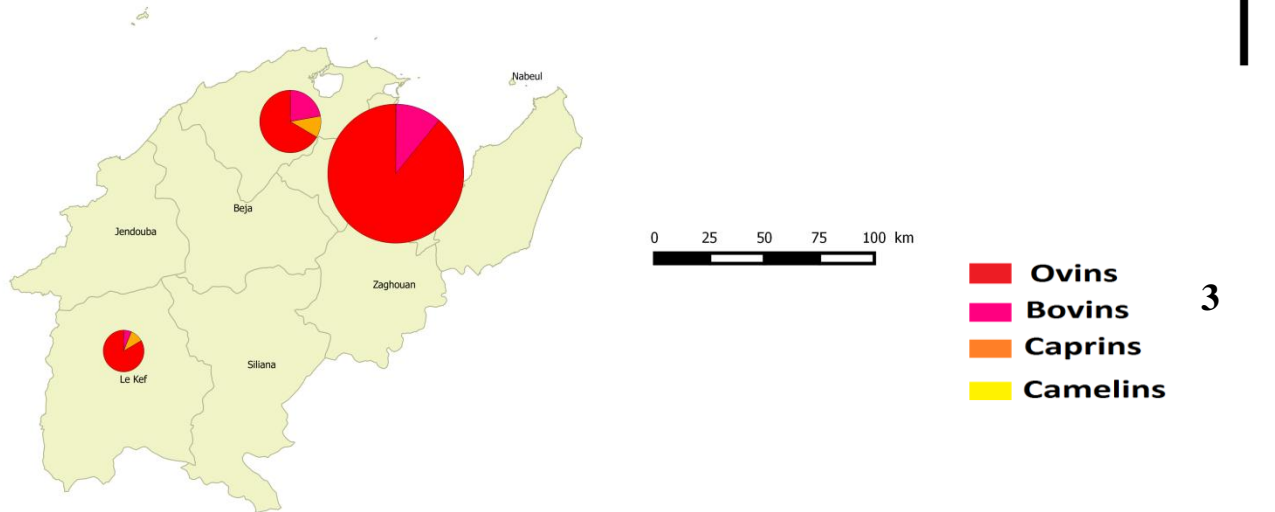 Nabeul
Beja
Jendouba
Zaghouan
Siliana
Le Kef
0 25 50 75 100 km
Ovins
Bovins
Caprins
Camelins
3